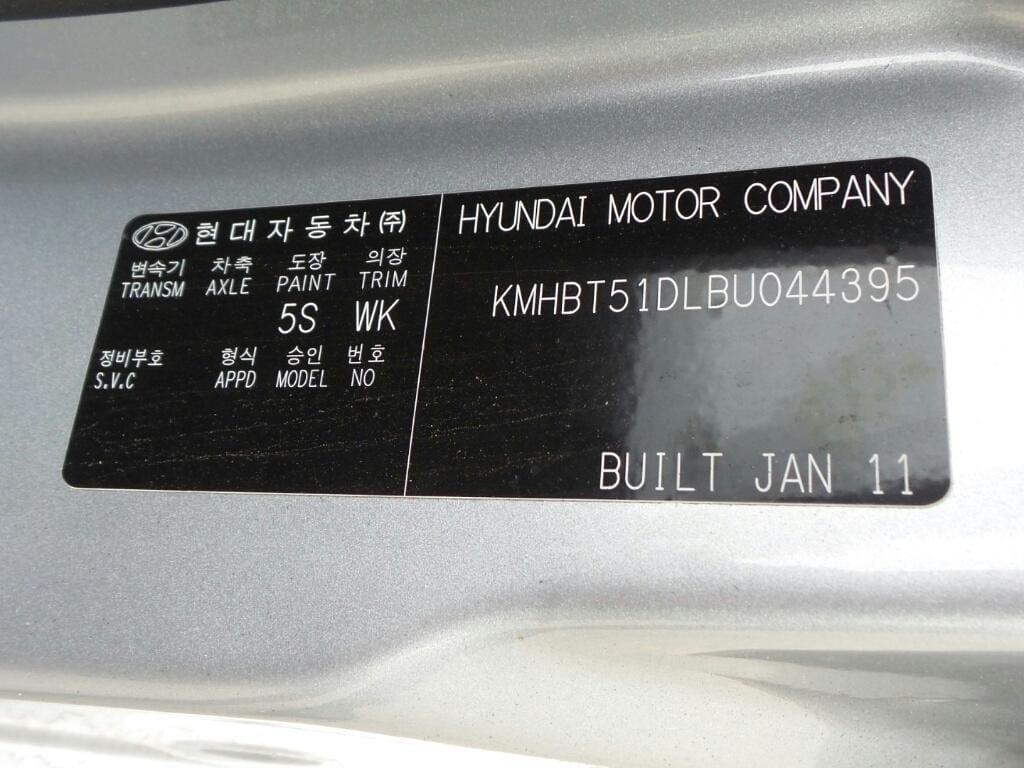 현대자동차㈜
변속기 차축 도장 의장
TRANSM AXLE PAINT TRIM
5S WK
정비부호 형식 승인 번호
S.V.C APPD MODEL NO
HYUNDAI MOTOR COMPANY
KMHBT51DLBU044395
BUILT JAN 11